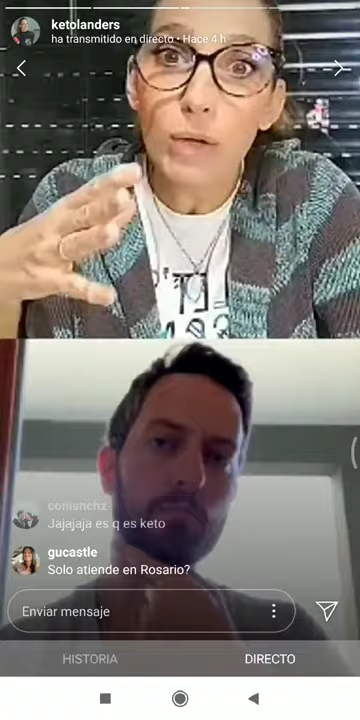 ketolanders
ha transmitido en directo • Hace 4 h
comsnchz
Jajajaja es q es keto
gucastle
Solo atiende en Rosario?
Enviar mensaje
HISTORIA
DIRECTO